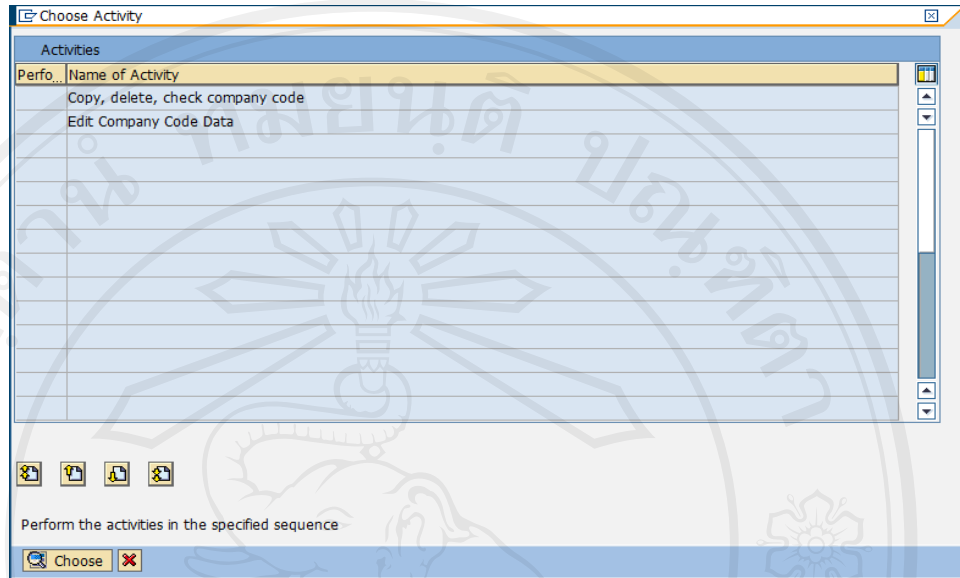 Choose Activity
Activities
Perfo... Name of Activity
Copy, delete, check company code
Edit Company Code Data
Perform the activities in the specified sequence
Choose